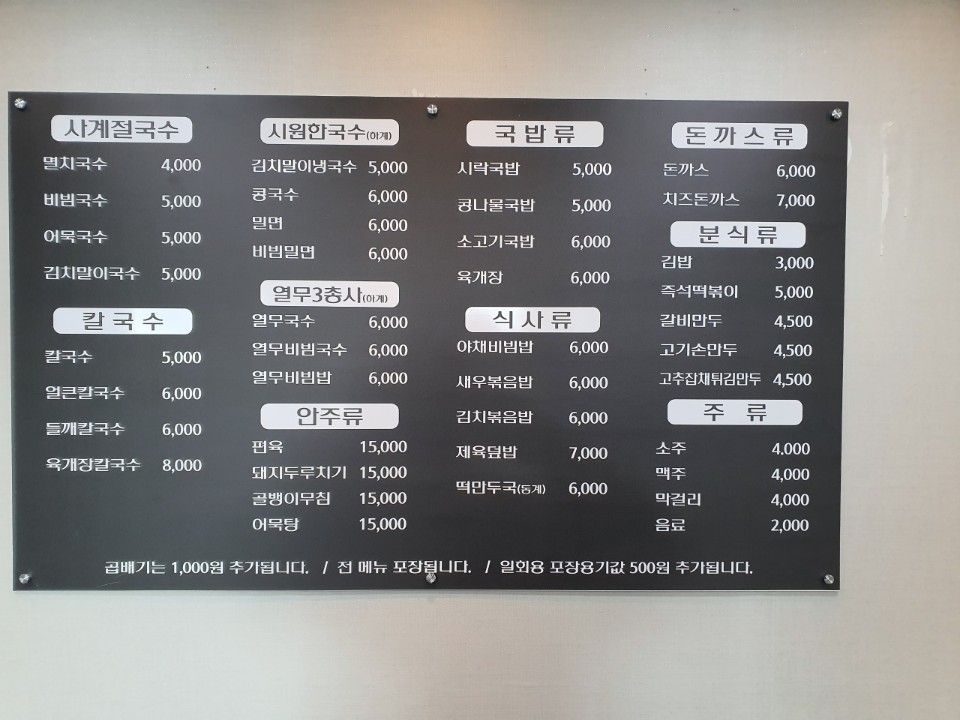 사계절국수
멸치국수 4,000
비빔국수 5,000
어묵국수 5,000
김치말이국수 5,000
칼국수
칼국수 5,000
얼큰칼국수 6,000
들깨칼국수 6,000
육개장칼국수 8,000
시원한국수(하계)
김치말이냉국수 5,000
콩국수 6,000
밀면 6,000
비빔밀면 6,000
열무3총사(하계)
열무국수 6,000
열무비빔국수 6,000
열무비빔밥 6,000
안주류
편육 15,000
돼지두루치기 15,000
골뱅이무침 15,000
어묵탕 15,000
국밥류
시락국밥 5,000
콩나물국밥 5,000
소고기국밥 6,000
육개장 6,000
식사류
야채비빔밥 6,000
새우볶음밥 6,000
김치볶음밥 6,000
제육덮밥 7,000
떡만두국(동계) 6,000
돈까스류
돈까스 6,000
치즈돈까스 7,000
분식류
김밥 3,000
즉석떡볶이 5,000
갈비만두 4,500
고기손만두 4,500
고추잡채튀김만두 4,500
주 류
소주 4.000
맥주 4,000
막걸리 4,000
음료 2,000
곱배기는 1,000원 추가됩니다. / 전 메뉴 포장됩니다. / 일회용 포장용기값 500원 추가됩니다.